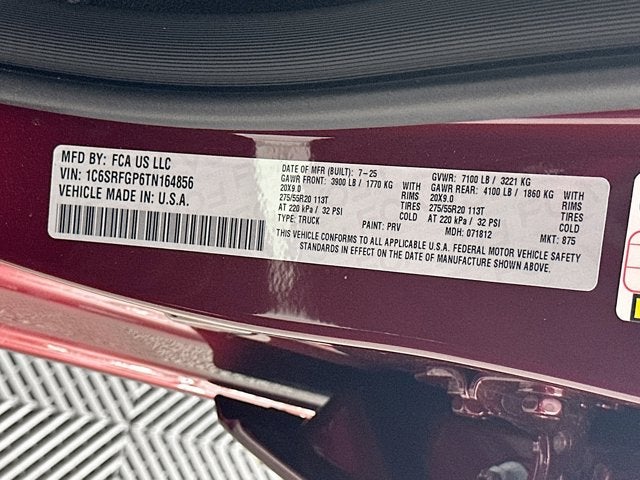 MFD BY: FCA US LLC
VIN: 1C6SRFGP6TN164856
VEHICLE MADE IN: U.S.A.
DATE OF MFR (BUILT): 7-25 GVWR: 7100 LB / 3221 KG
GAWR FRONT: 3900 LB / 1770 KG WITH GAWR REAR: 4100 LB / 1860 KG WITH
20X9.0 RIMS 20X9.0 RIMS
275/55R20 113T TIRES 275/55R20 113T TIRES
AT 220 kPa / 32 PSI COLD AT 220 kPa / 32 PSI COLD
TYPE: TRUCK PAINT: PRV MDH: 071812 MKT: 875
THIS VEHICLE CONFORMS TO ALL APPLICABLE U.S.A. FEDERAL MOTOR VEHICLE SAFETY
STANDARDS IN EFFECT ON THE DATE OF MANUFACTURE SHOWN ABOVE.